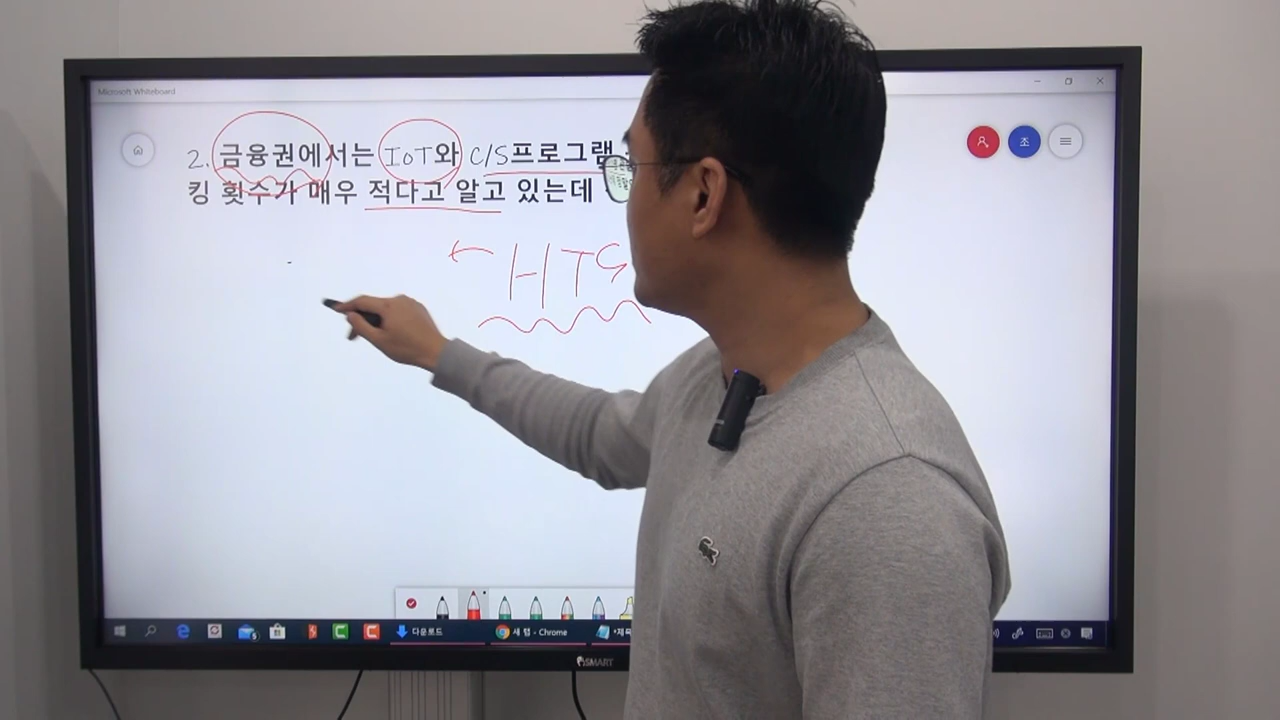 Microsoft Whiteboard
2. 금융권에서는 IoT와 C/S프로그램
킹 횟수가 매우 적다고 알고 있는데
HTS
조
5
다운로드
새 탭 - Chrome
SMART